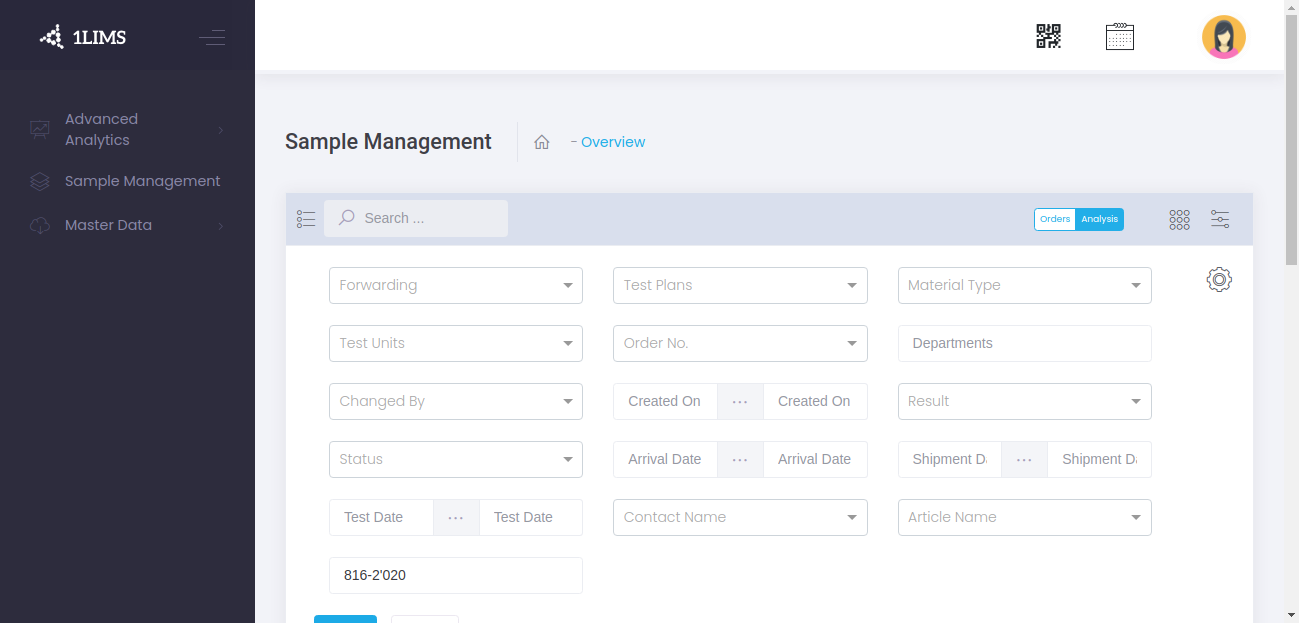 1LIMS
Advanced
Analytics
Sample Management
Master Data
Sample Management
- Overview
Search ...
Orders Analysis
Forwarding Test Plans Material Type
Test Units Order No. Departments
Changed By Created On ... Created On Result
Status Arrival Date ... Arrival Date Shipment Da ... Shipment Da
Test Date ... Test Date Contact Name Article Name
816-2'020